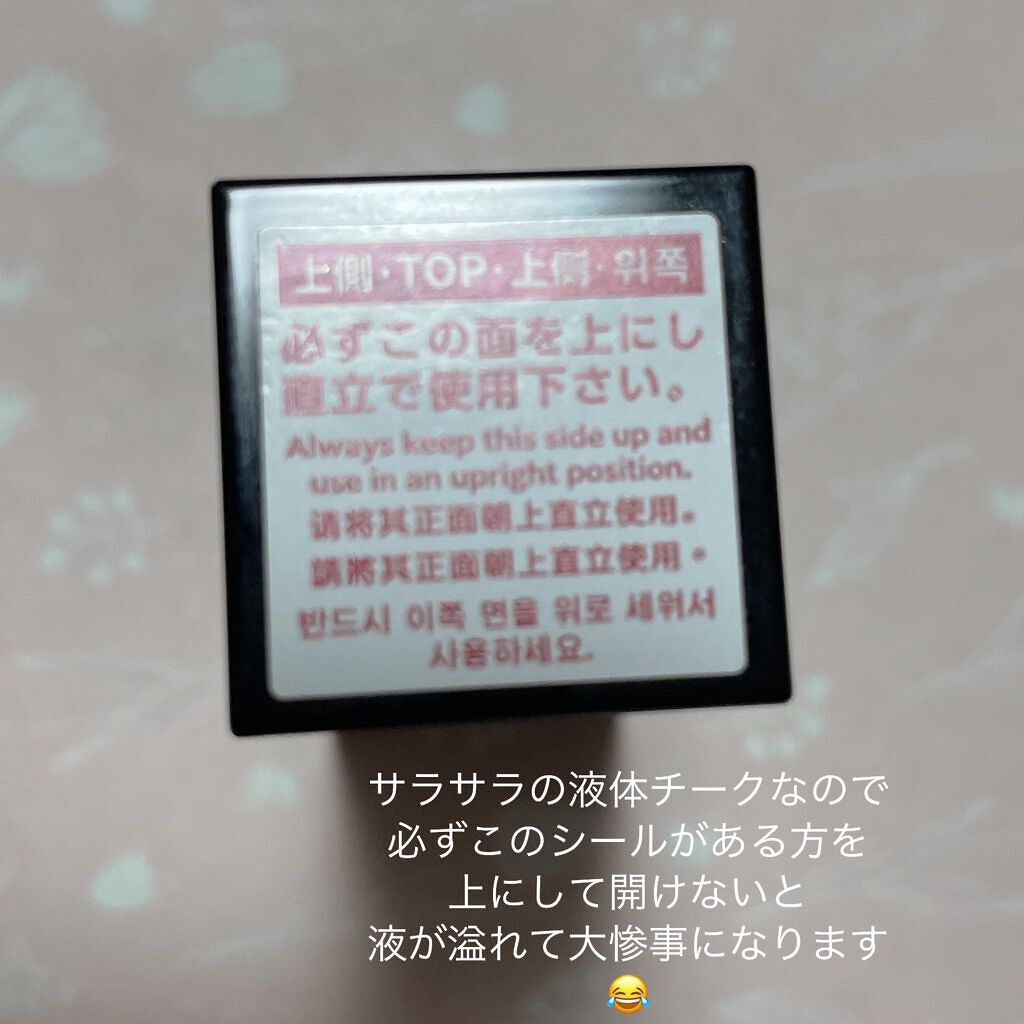 上側·TOP·上侧·위쪽
必ずこの面を上にし
直立で使用下さい。
Always keep this side up and
use in an upright position.
请将其正面朝上直立使用。
請將其正面朝上直立使用。
반드시 이쪽 면을 위로 세워서
사용하세요.
サラサラの液体チークなので
必ずこのシールがある方を
上にして開けないと
液が溢れて大惨事になります
😂